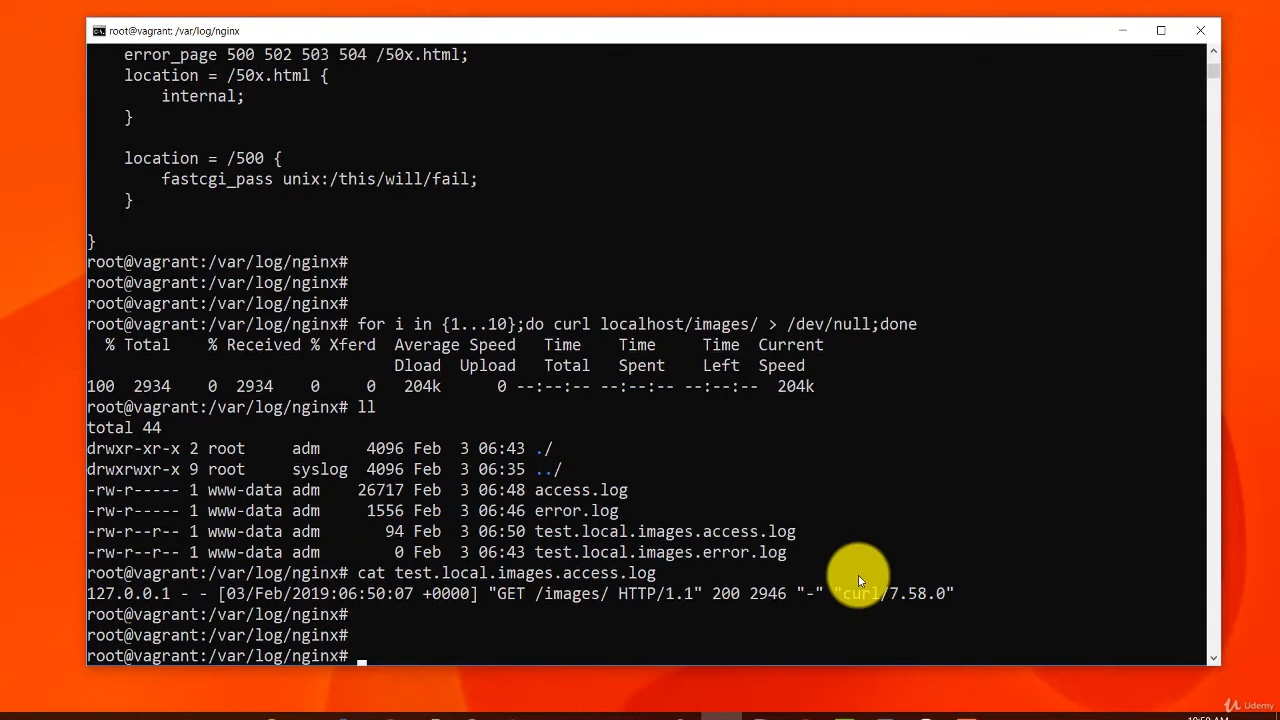 root@vagrant: /var/log/nginx
error_page 500 502 503 504 /50x.html;
location = /50x.html {
internal;
}
location = /500 {
fastcgi_pass unix:/this/will/fail;
}
}
root@vagrant:/var/log/nginx#
root@vagrant:/var/log/nginx#
root@vagrant:/var/log/nginx#
root@vagrant:/var/log/nginx# for i in {1...10};do curl localhost/images/ > /dev/null;done
% Total % Received % Xferd Average Speed Time Time Time Current
Dload Upload Total Spent Left Speed
100 2934 0 2934 0 0 204k 0 --:--:-- --:--:-- --:--:-- 204k
root@vagrant:/var/log/nginx# ll
total 44
drwxr-xr-x 2 root adm 4096 Feb 3 06:43 ./
drwxrwxr-x 9 root syslog 4096 Feb 3 06:35 ../
-rw-r----- 1 www-data adm 26717 Feb 3 06:48 access.log
-rw-r----- 1 www-data adm 1556 Feb 3 06:46 error.log
-rw-r--r-- 1 www-data adm 94 Feb 3 06:50 test.local.images.access.log
-rw-r--r-- 1 www-data adm 0 Feb 3 06:43 test.local.images.error.log
root@vagrant:/var/log/nginx# cat test.local.images.access.log
127.0.0.1 - - [03/Feb/2019:06:50:07 +0000] "GET /images/ HTTP/1.1" 200 2946 "-" "curl/7.58.0"
root@vagrant:/var/log/nginx#
root@vagrant:/var/log/nginx#
root@vagrant:/var/log/nginx#
Udemy